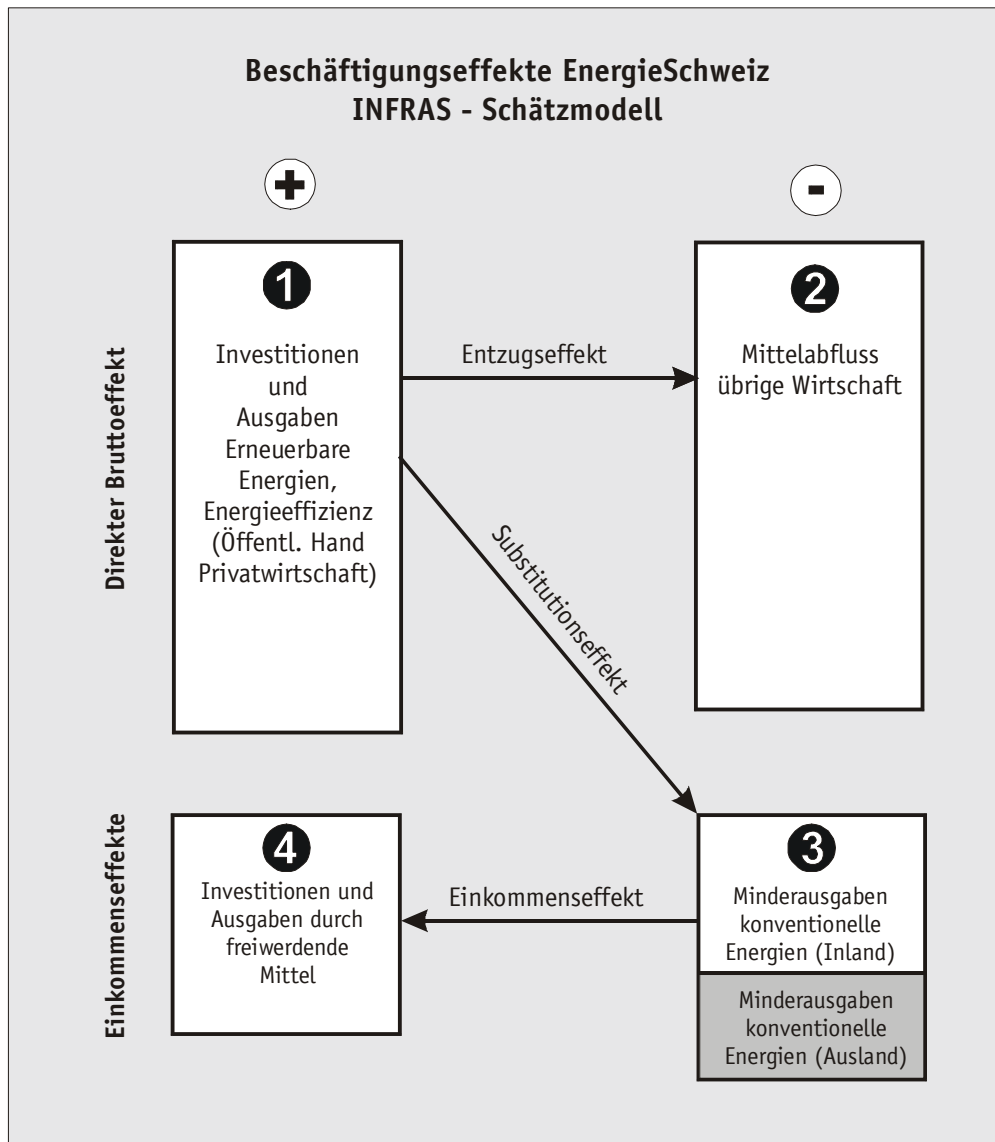 Beschäftigungseffekte EnergieSchweiz
INFRAS - Schätzmodell
+
-
Direkter Bruttoeffekt
1
Investitionen
und
Ausgaben
Erneuerbare
Energien,
Energieeffizienz
(Öffentl. Hand
Privatwirtschaft)
Entzugseffekt
2
Mittelabfluss
übrige Wirtschaft
Substitutionseffekt
Einkommenseffekte
4
Investitionen und
Ausgaben durch
freiwerdende
Mittel
Einkommenseffekt
3
Minderausgaben
konventionelle
Energien (Inland)
Minderausgaben
konventionelle
Energien (Ausland)